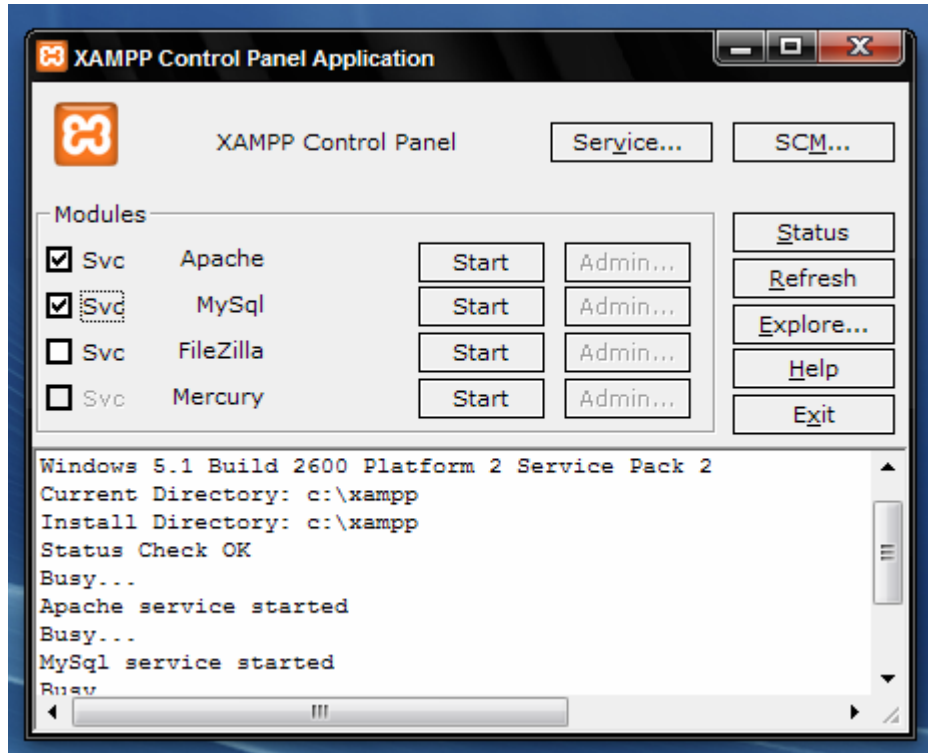 XAMPP Control Panel Application
XAMPP Control Panel Service... SCM...
Modules
Svc Apache Start Admin...
Svc MySql Start Admin...
Svc FileZilla Start Admin...
Svc Mercury Start Admin...
Status
Refresh
Explore...
Help
Exit
Windows 5.1 Build 2600 Platform 2 Service Pack 2
Current Directory: c:\xampp
Install Directory: c:\xampp
Status Check OK
Busy...
Apache service started
Busy...
MySql service started
Busy